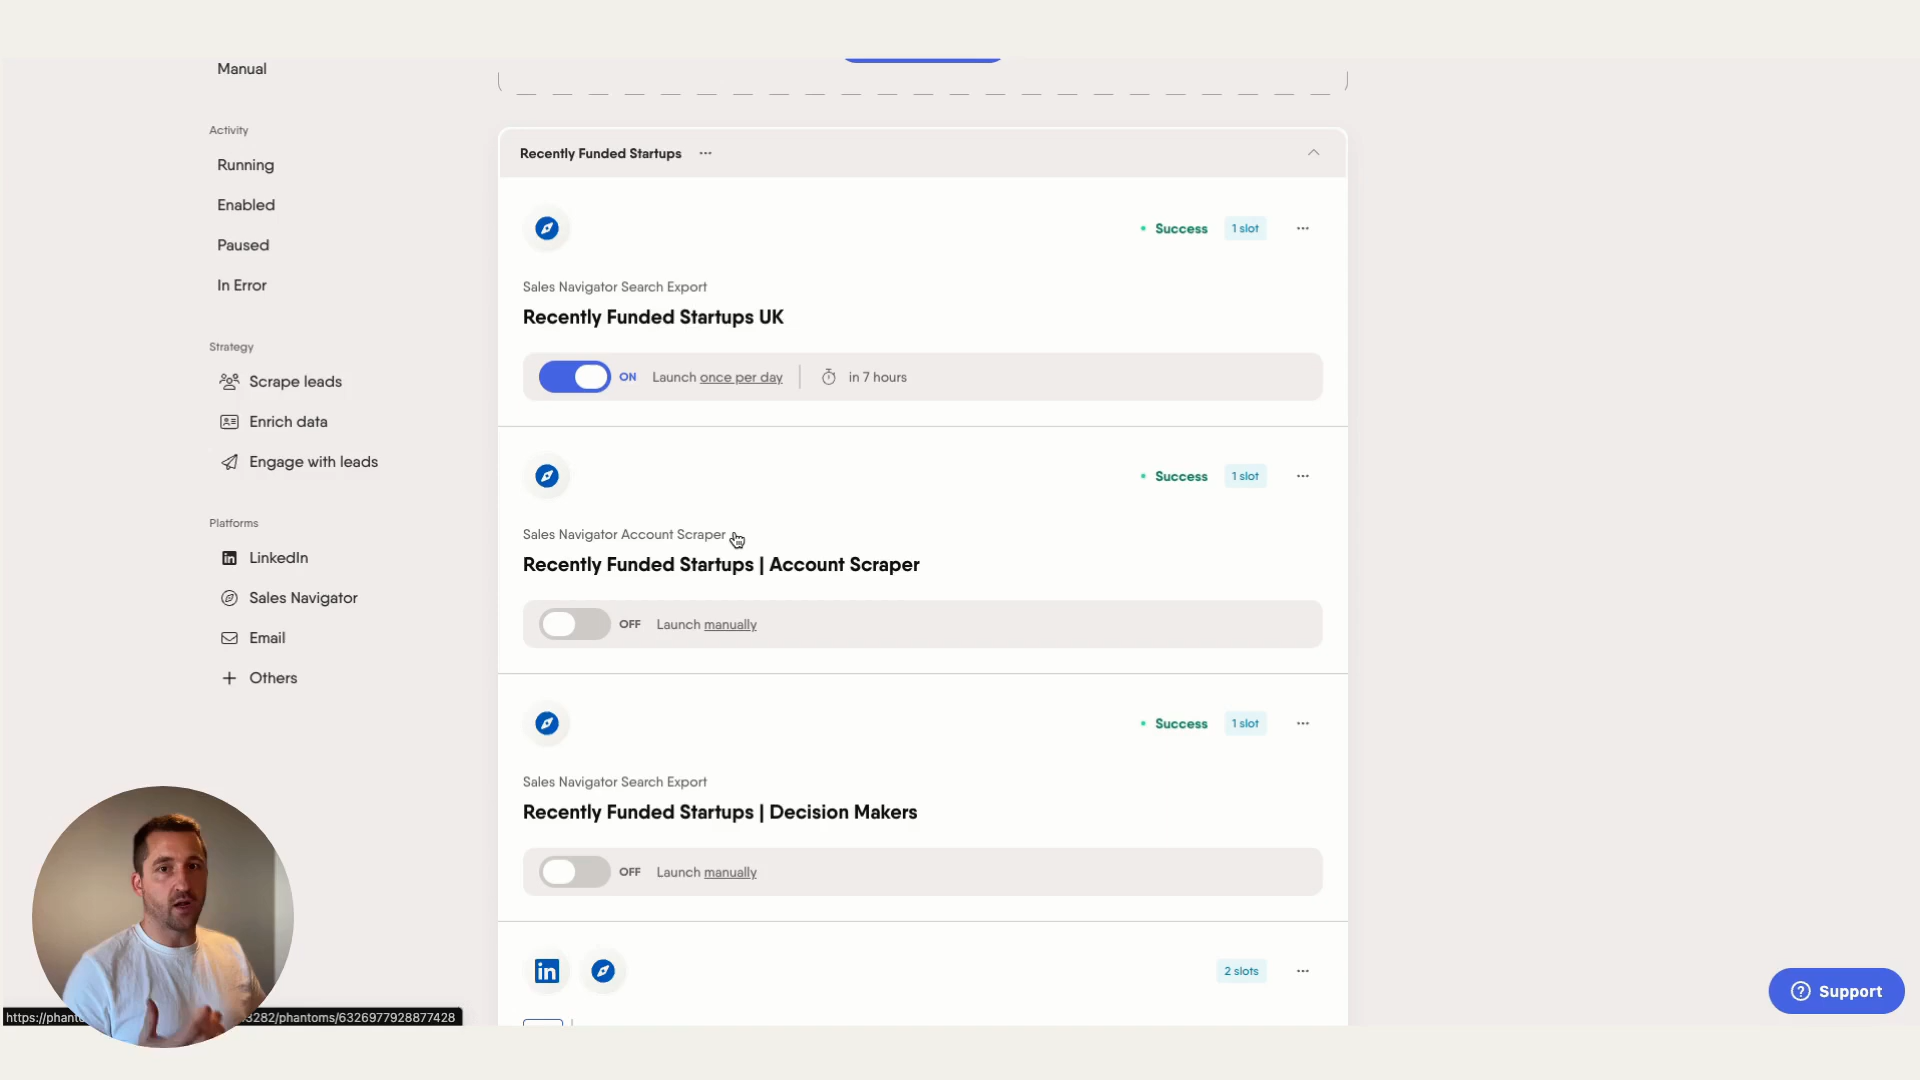 Manual
Activity
Running
Enabled
Paused
In Error
Strategy
Scrape leads
Enrich data
Engage with leads
Platforms
LinkedIn
Sales Navigator
Email
Others
Recently Funded Startups ...
Success 1 slot ...
Sales Navigator Search Export
Recently Funded Startups UK
ON Launch once per day in 7 hours
Success 1 slot ...
Sales Navigator Account Scraper
Recently Funded Startups | Account Scraper
OFF Launch manually
Success 1 slot ...
Sales Navigator Search Export
Recently Funded Startups | Decision Makers
OFF Launch manually
in 2 slots ...
Support
https://phant 3282/phantoms/6326977928877428